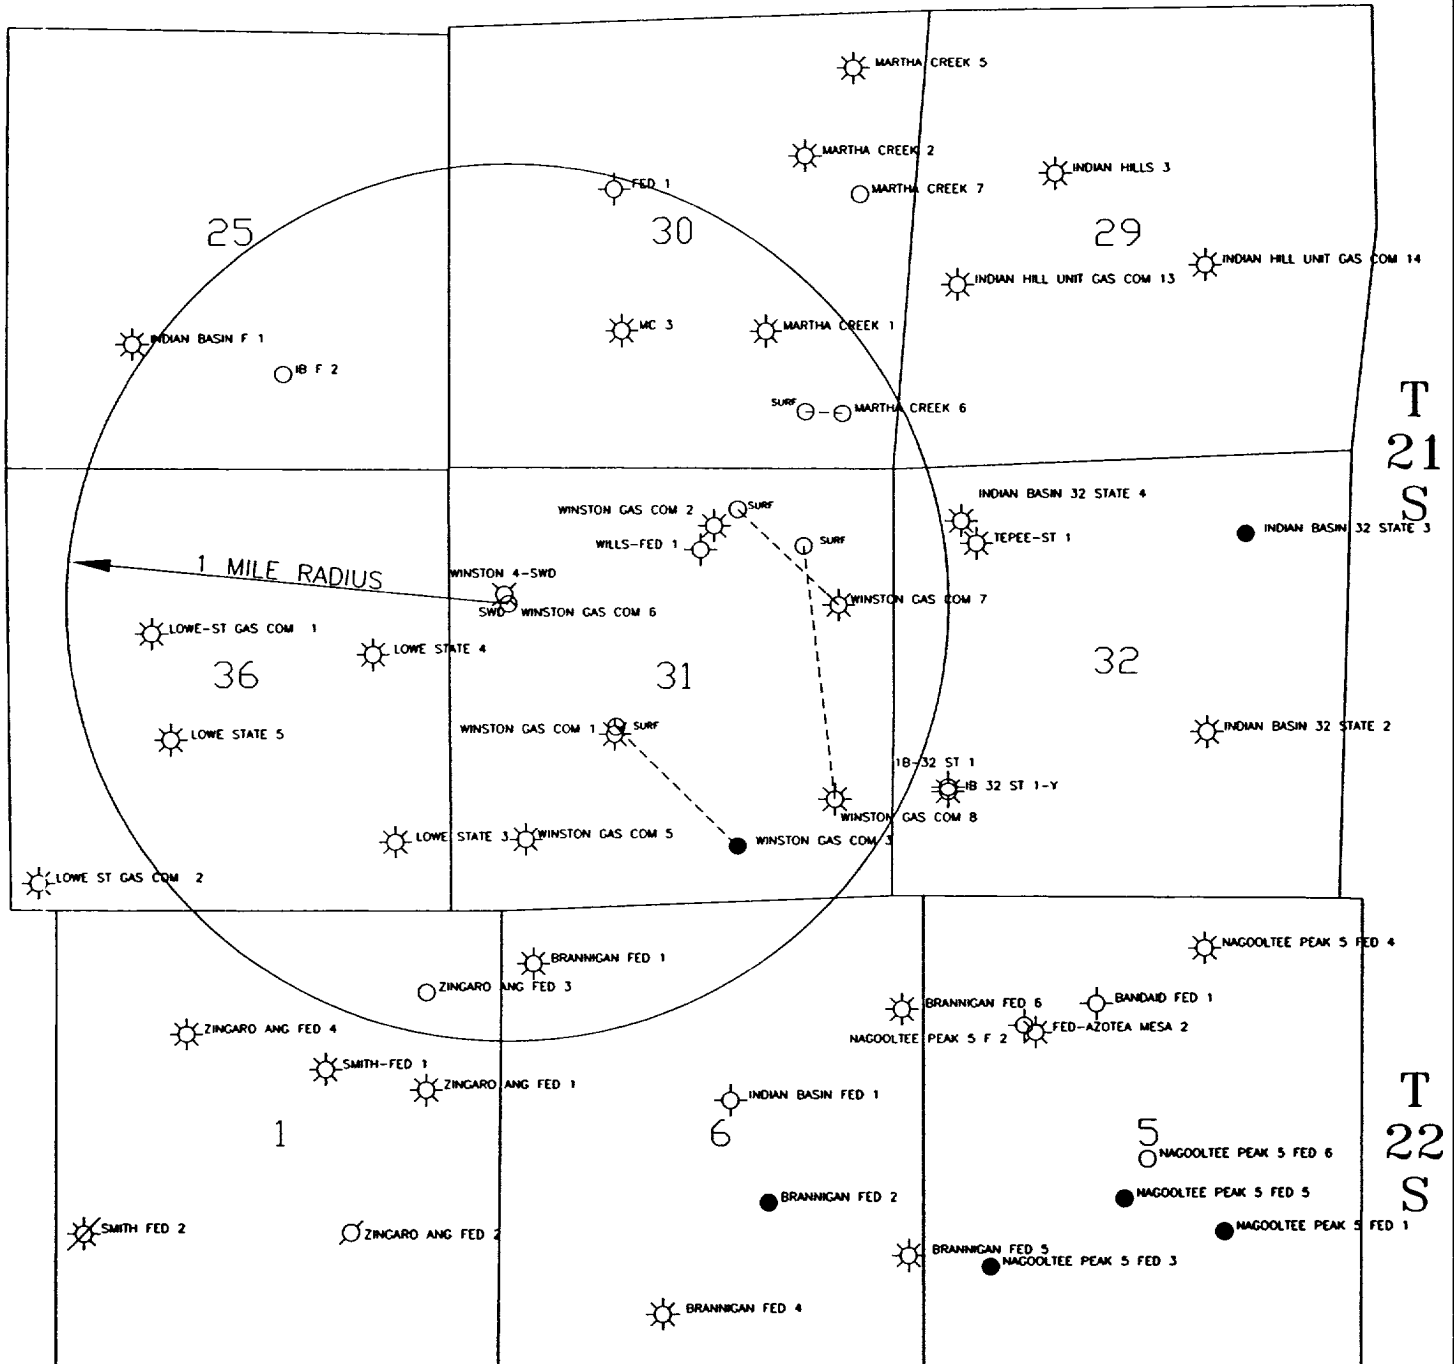 MARTHA CREEK 5
MARTHA CREEK 2
INDIAN HILLS 3
FED 1
MARTHA CREEK 7
25
30
29
INDIAN HILL UNIT GAS COM 14
INDIAN HILL UNIT GAS COM 13
INDIAN BASIN F 1
MC 3
MARTHA CREEK 1
IB F 2
SURF
MARTHA CREEK 6
T
21
S
INDIAN BASIN 32 STATE 4
WINSTON GAS COM 2
SURF
INDIAN BASIN 32 STATE 3
WILLS-FED 1
SURF
TEPEE-ST 1
1 MILE RADIUS
WINSTON 4-SWD
SWD
WINSTON GAS COM 6
WINSTON GAS COM 7
LOWE-ST GAS COM 1
LOWE STATE 4
36
31
32
WINSTON GAS COM 1
SURF
LOWE STATE 5
INDIAN BASIN 32 STATE 2
IB-32 ST 1
IB 32 ST 1-Y
WINSTON GAS COM 8
LOWE STATE 3
WINSTON GAS COM 5
WINSTON GAS COM 3
LOWE ST GAS COM 2
NAGOOLTEE PEAK 5 FED 4
BRANNIGAN FED 1
ZINGARO ANG FED 3
BRANNIGAN FED 6
BANDAID FED 1
ZINGARO ANG FED 4
NAGOOLTEE PEAK 5 F 2
FED-AZOTEA MESA 2
SMITH-FED 1
ZINGARO ANG FED 1
INDIAN BASIN FED 1
T
22
S
1
6
5
NAGOOLTEE PEAK 5 FED 6
BRANNIGAN FED 2
NAGOOLTEE PEAK 5 FED 5
SMITH FED 2
ZINGARO ANG FED 2
NAGOOLTEE PEAK 5 FED 1
BRANNIGAN FED 5
NAGOOLTEE PEAK 5 FED 3
BRANNIGAN FED 4